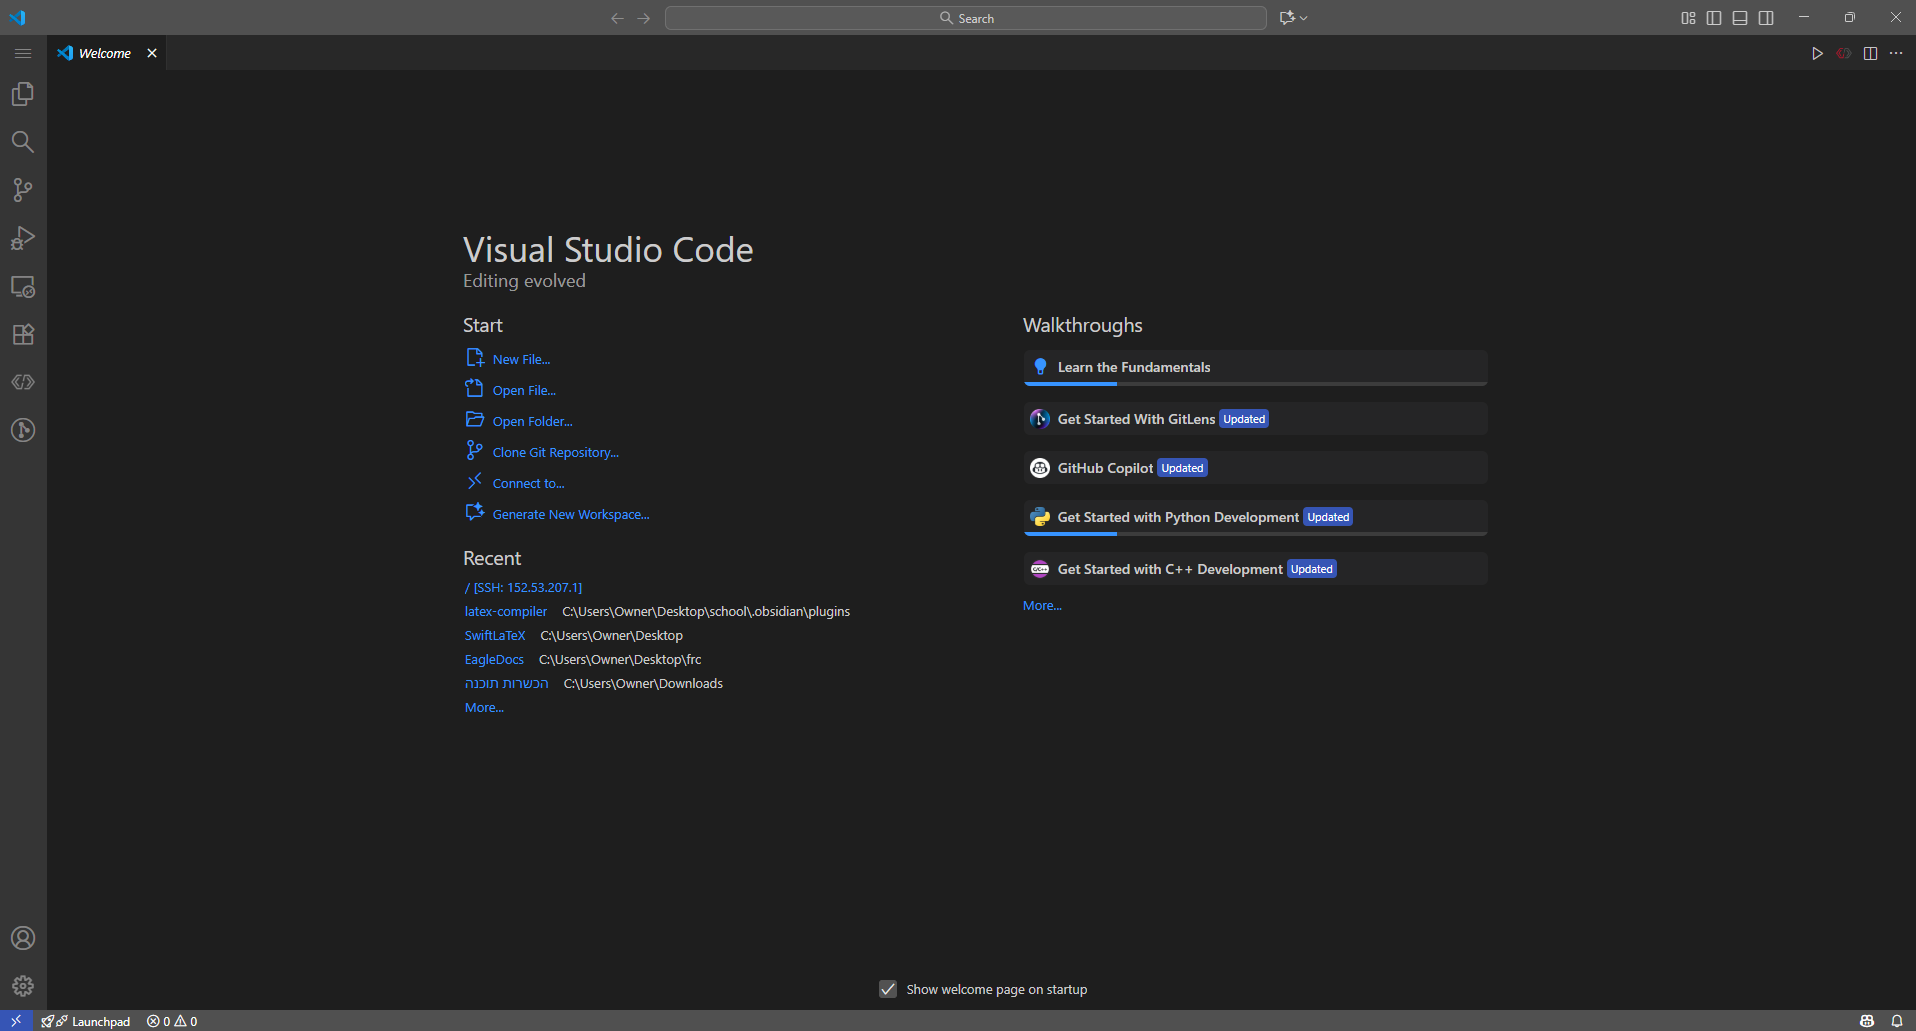 Search
Welcome
Visual Studio Code
Editing evolved
Start
New File...
Open File...
Open Folder...
Clone Git Repository...
Connect to...
Generate New Workspace...
Recent
/ [SSH: 152.53.207.1]
latex-compiler C:\Users\Owner\Desktop\school\.obsidian\plugins
SwiftLaTeX C:\Users\Owner\Desktop
EagleDocs C:\Users\Owner\Desktop\frc
הכשרות תוכנה C:\Users\Owner\Downloads
More...
Walkthroughs
Learn the Fundamentals
Get Started With GitLens Updated
GitHub Copilot Updated
Get Started with Python Development Updated
C/C++ Get Started with C++ Development Updated
More...
Show welcome page on startup
Launchpad 0 0